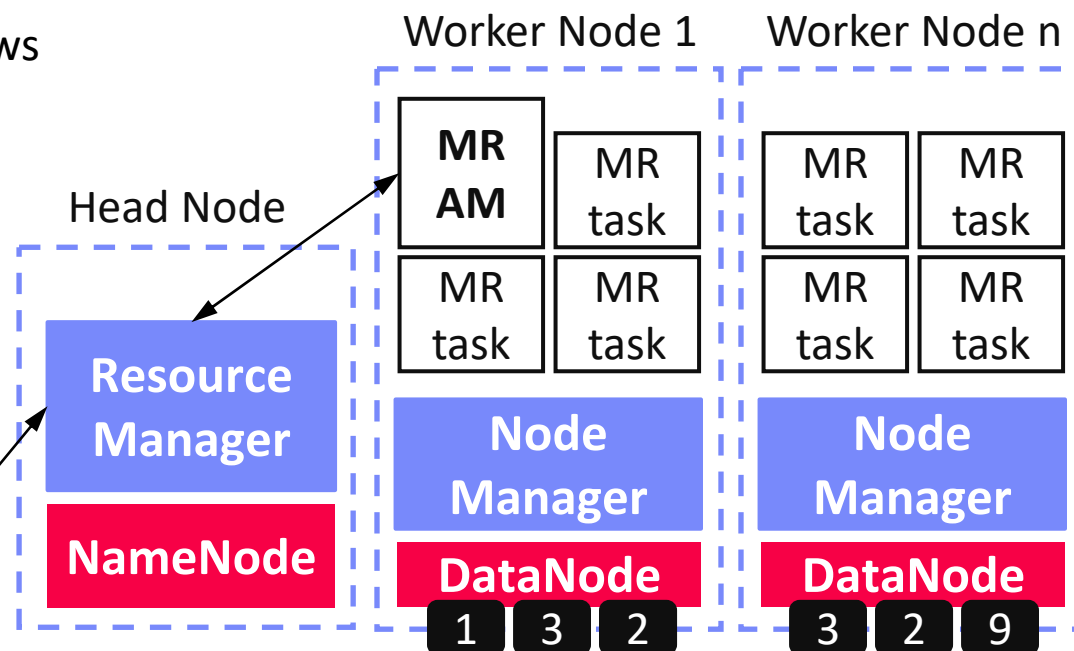 ws
Worker Node 1
Worker Node n
Head Node
MR
AM
MR
task
MR
task
MR
task
MR
task
MR
task
MR
task
MR
task
Resource
Manager
NameNode
Node
Manager
DataNode
1 3 2
Node
Manager
DataNode
3 2 9